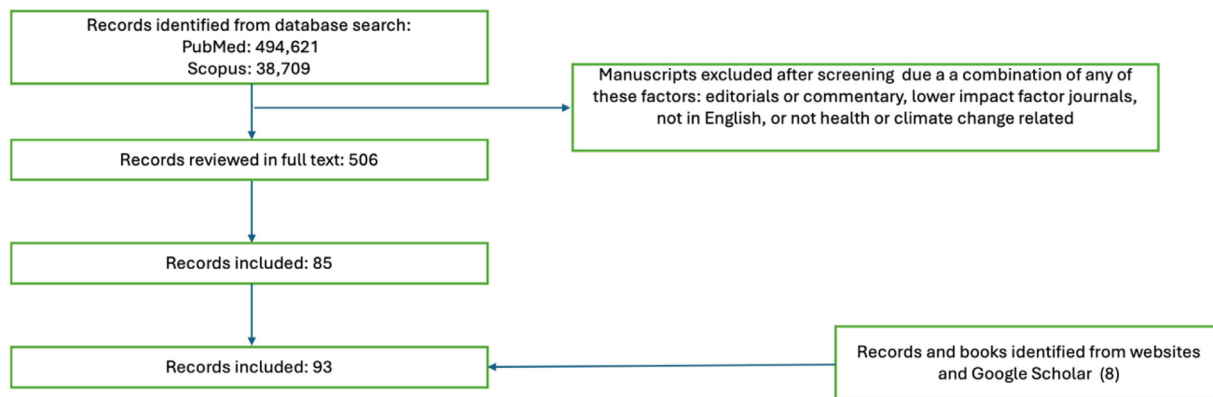 Records identified from database search:
PubMed: 494,621
Scopus: 38,709
Manuscripts excluded after screening due a a combination of any of
these factors: editorials or commentary, lower impact factor journals,
not in English, or not health or climate change related
Records reviewed in full text: 506
Records included: 85
Records included: 93
Records and books identified from websites
and Google Scholar (8)